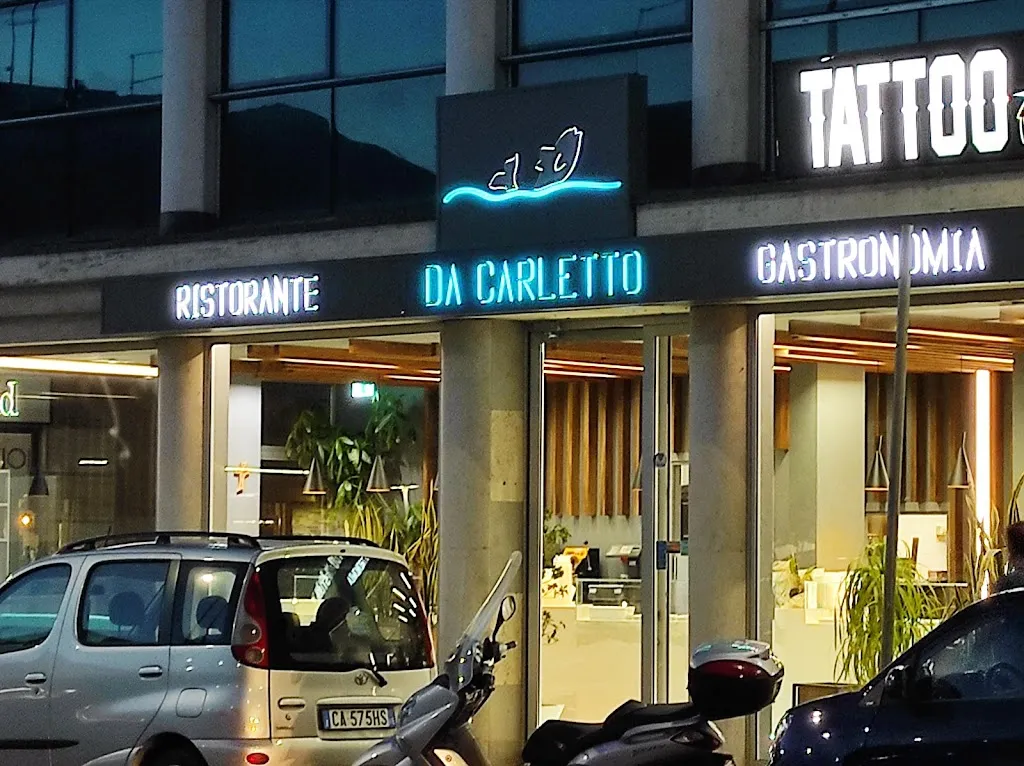 TATTOO
RISTORANTE
DA CARLETTO
GASTRONOMIA
CA 575HS